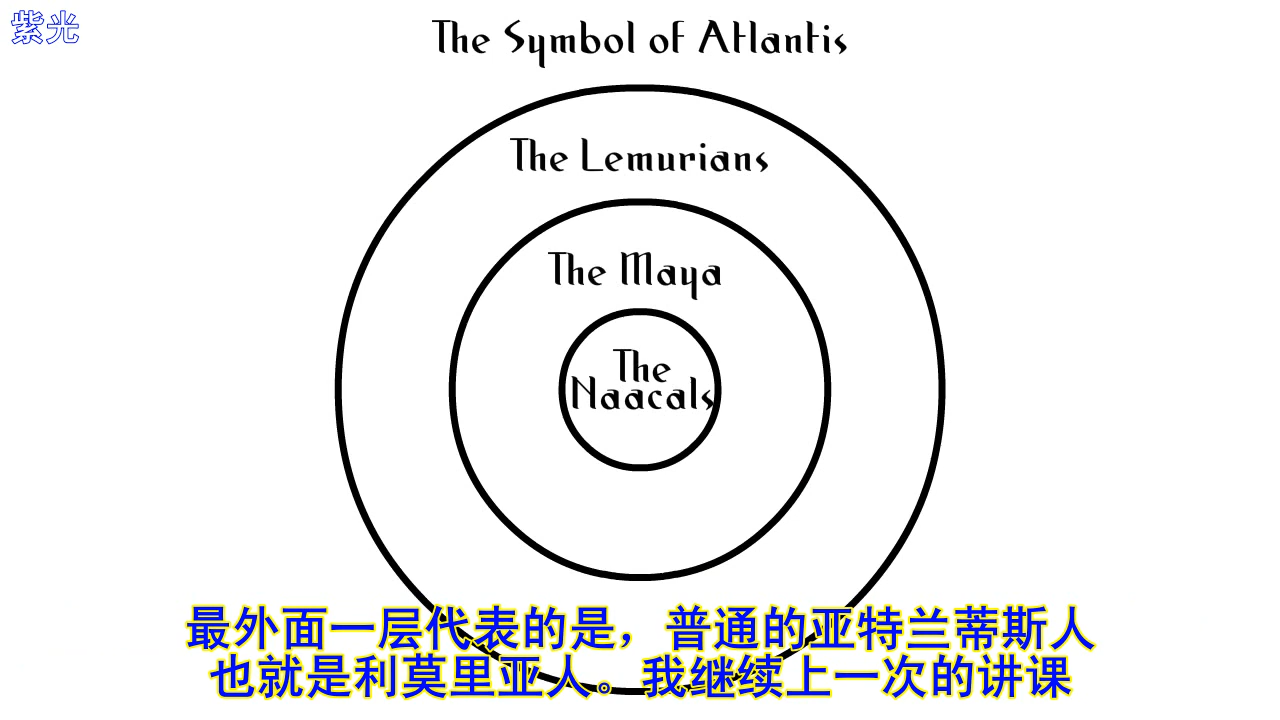 紫光
The Symbol of Atlantis
The Lemurians
The Maya
The
Naacals
最外面一层代表的是，普通的亚特兰蒂斯人
也就是利莫里亚人。我继续上一次的讲课